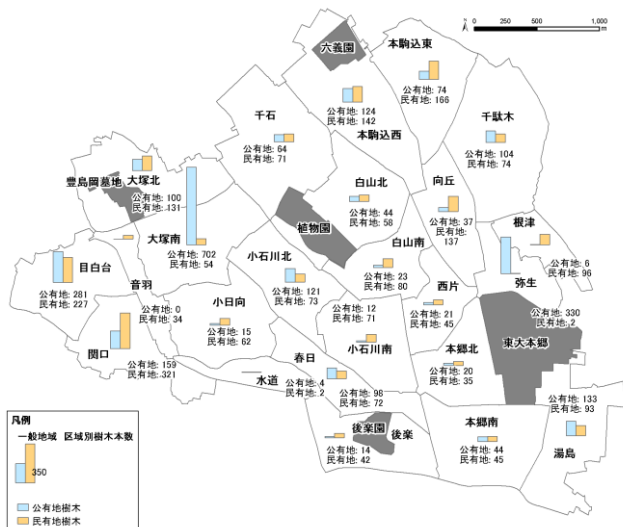 N
0 250 500 1,000
m
六義園
本駒込東
公有地: 74
民有地: 166
公有地: 124
民有地: 142
本駒込西
千石
公有地: 64
民有地: 71
千駄木
公有地: 104
民有地: 74
豊島岡墓地
大塚北
公有地: 100
民有地: 131
白山北
公有地: 44
民有地: 58
向丘
公有地: 37
民有地: 137
根津
公有地: 6
民有地: 96
植物園
大塚南
公有地: 702
民有地: 54
目白台
公有地: 281
民有地: 227
音羽
公有地: 0
民有地: 34
小石川北
公有地: 121
民有地: 73
白山南
公有地: 23
民有地: 80
西片
公有地: 21
民有地: 45
弥生
公有地: 330
民有地: 2
東大本郷
小日向
公有地: 15
民有地: 62
公有地: 12
民有地: 71
小石川南
関口
公有地: 159
民有地: 321
春日
公有地: 98
民有地: 72
水道
公有地: 4
民有地: 2
本郷北
公有地: 20
民有地: 35
後楽園
後楽
公有地: 14
民有地: 42
本郷南
公有地: 44
民有地: 45
公有地: 133
民有地: 93
湯島
凡例
一般地域 区域別樹木本数
350
公有地樹木
民有地樹木